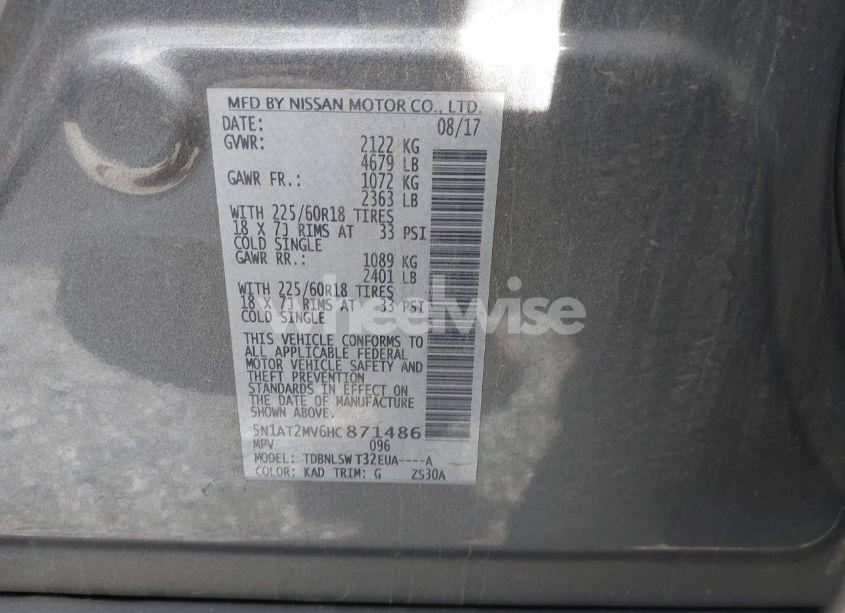 MFD BY NISSAN MOTOR CO., LTD.
DATE: 08/17
GVWR: 2122 KG
4679 LB
GAWR FR.: 1072 KG
2363 LB
WITH 225/60R18 TIRES
18 X 7J RIMS AT 33 PSI
COLD SINGLE
GAWR RR.: 1089 KG
2401 LB
WITH 225/60R18 TIRES
18 X 7J RIMS AT 33 PSI
COLD SINGLE
wheelwise
THIS VEHICLE CONFORMS TO
ALL APPLICABLE FEDERAL
MOTOR VEHICLE SAFETY AND
THEFT PREVENTION
STANDARDS IN EFFECT ON
THE DATE OF MANUFACTURE
SHOWN ABOVE.
5N1AT2MV6HC871486
MPV 096
MODEL: TDBNLSW T32EUA----A
COLOR: KAD TRIM: G ZS30A